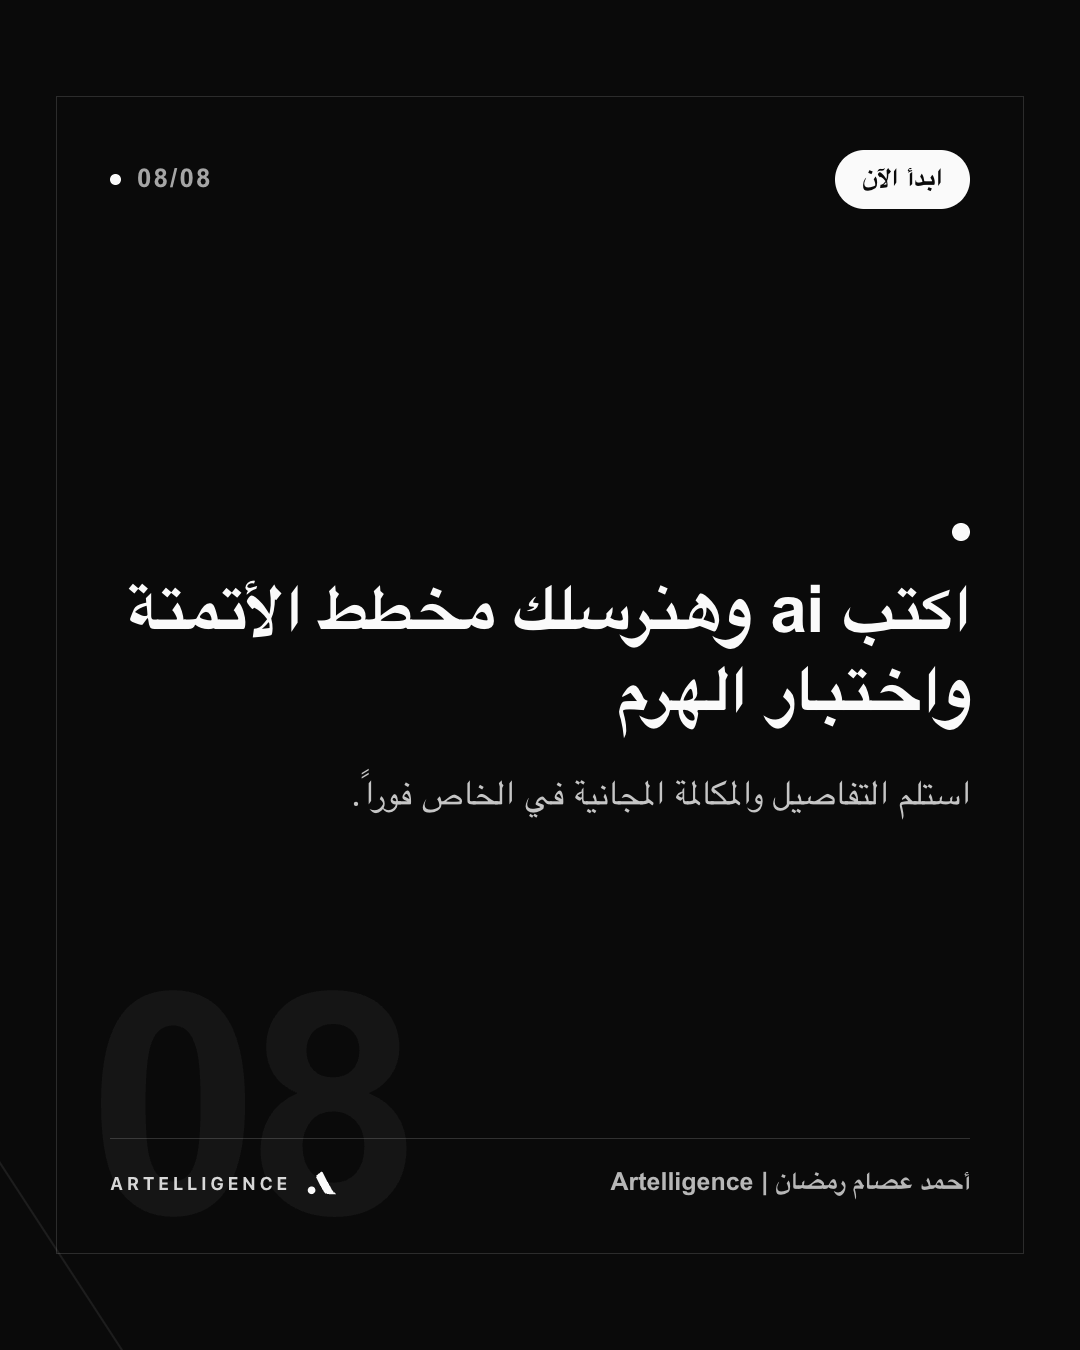 ابدأ الآن
08/08
اكتب ai وهنرسلك مخطط الأتمتة
واختبار الهرم
استلم التفاصيل والمكالمة المجانية في الخاص فوراً.
08
أحمد عصام رمضان | Artelligence
ARTELLIGENCE